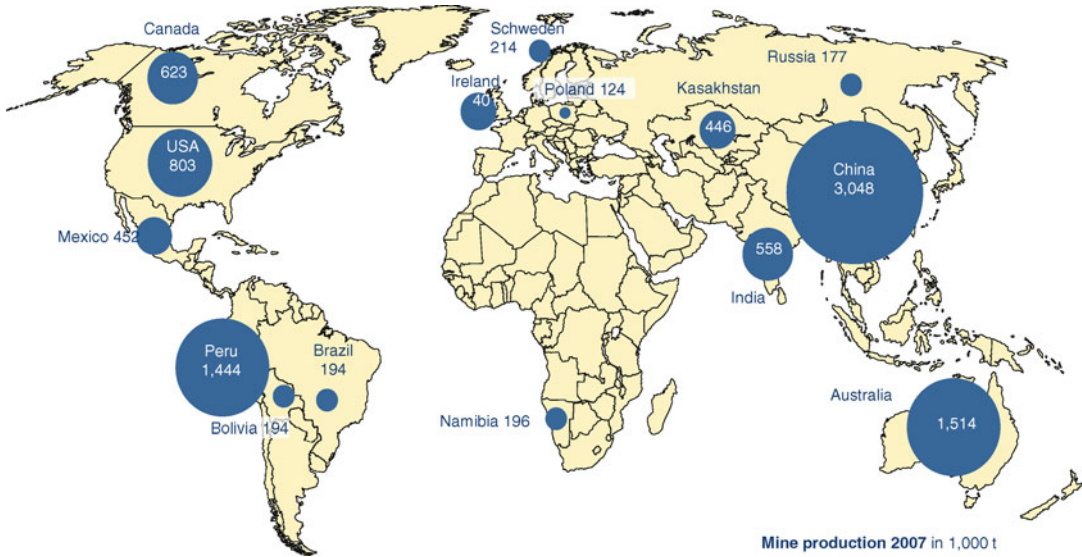 Canada
623
USA
803
Mexico 452
Peru
1,444
Brazil
194
Bolivia 194
Schweden
214
Ireland
40
Poland 124
Kasakhstan
446
Russia 177
China
3,048
558
India
Namibia 196
Australia
1,514
Mine production 2007 in 1,000 t